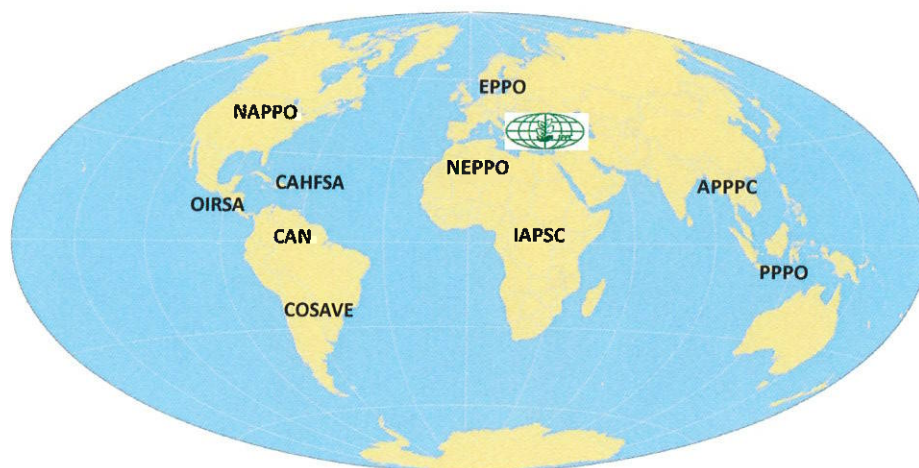 EPPO
NAPPO
NEPPO
CAHFSA
APPPC
OIRSA
CAN
IAPSC
PPPO
COSAVE